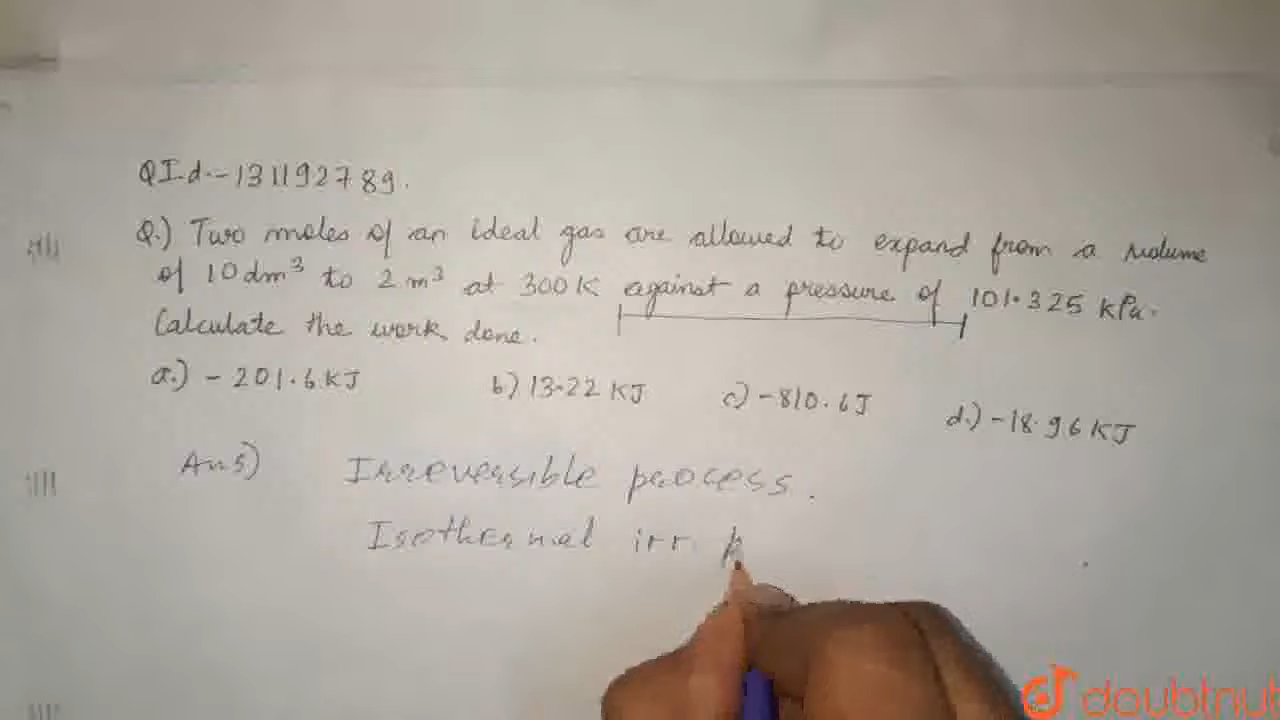 QI.d.-131192789.
Q.) Two moles of an ideal gas are allowed to expand from a volume
of 10 dm³ to 2 m³ at 300 K against a pressure of 101.325 kPa.
Calculate the work done.
a.) -201.6 KJ b) 13.22 KJ c) -810.6J d.) -18.96 KJ
Ans) Irreversible process.
Isothermal irr. p
doubtnut